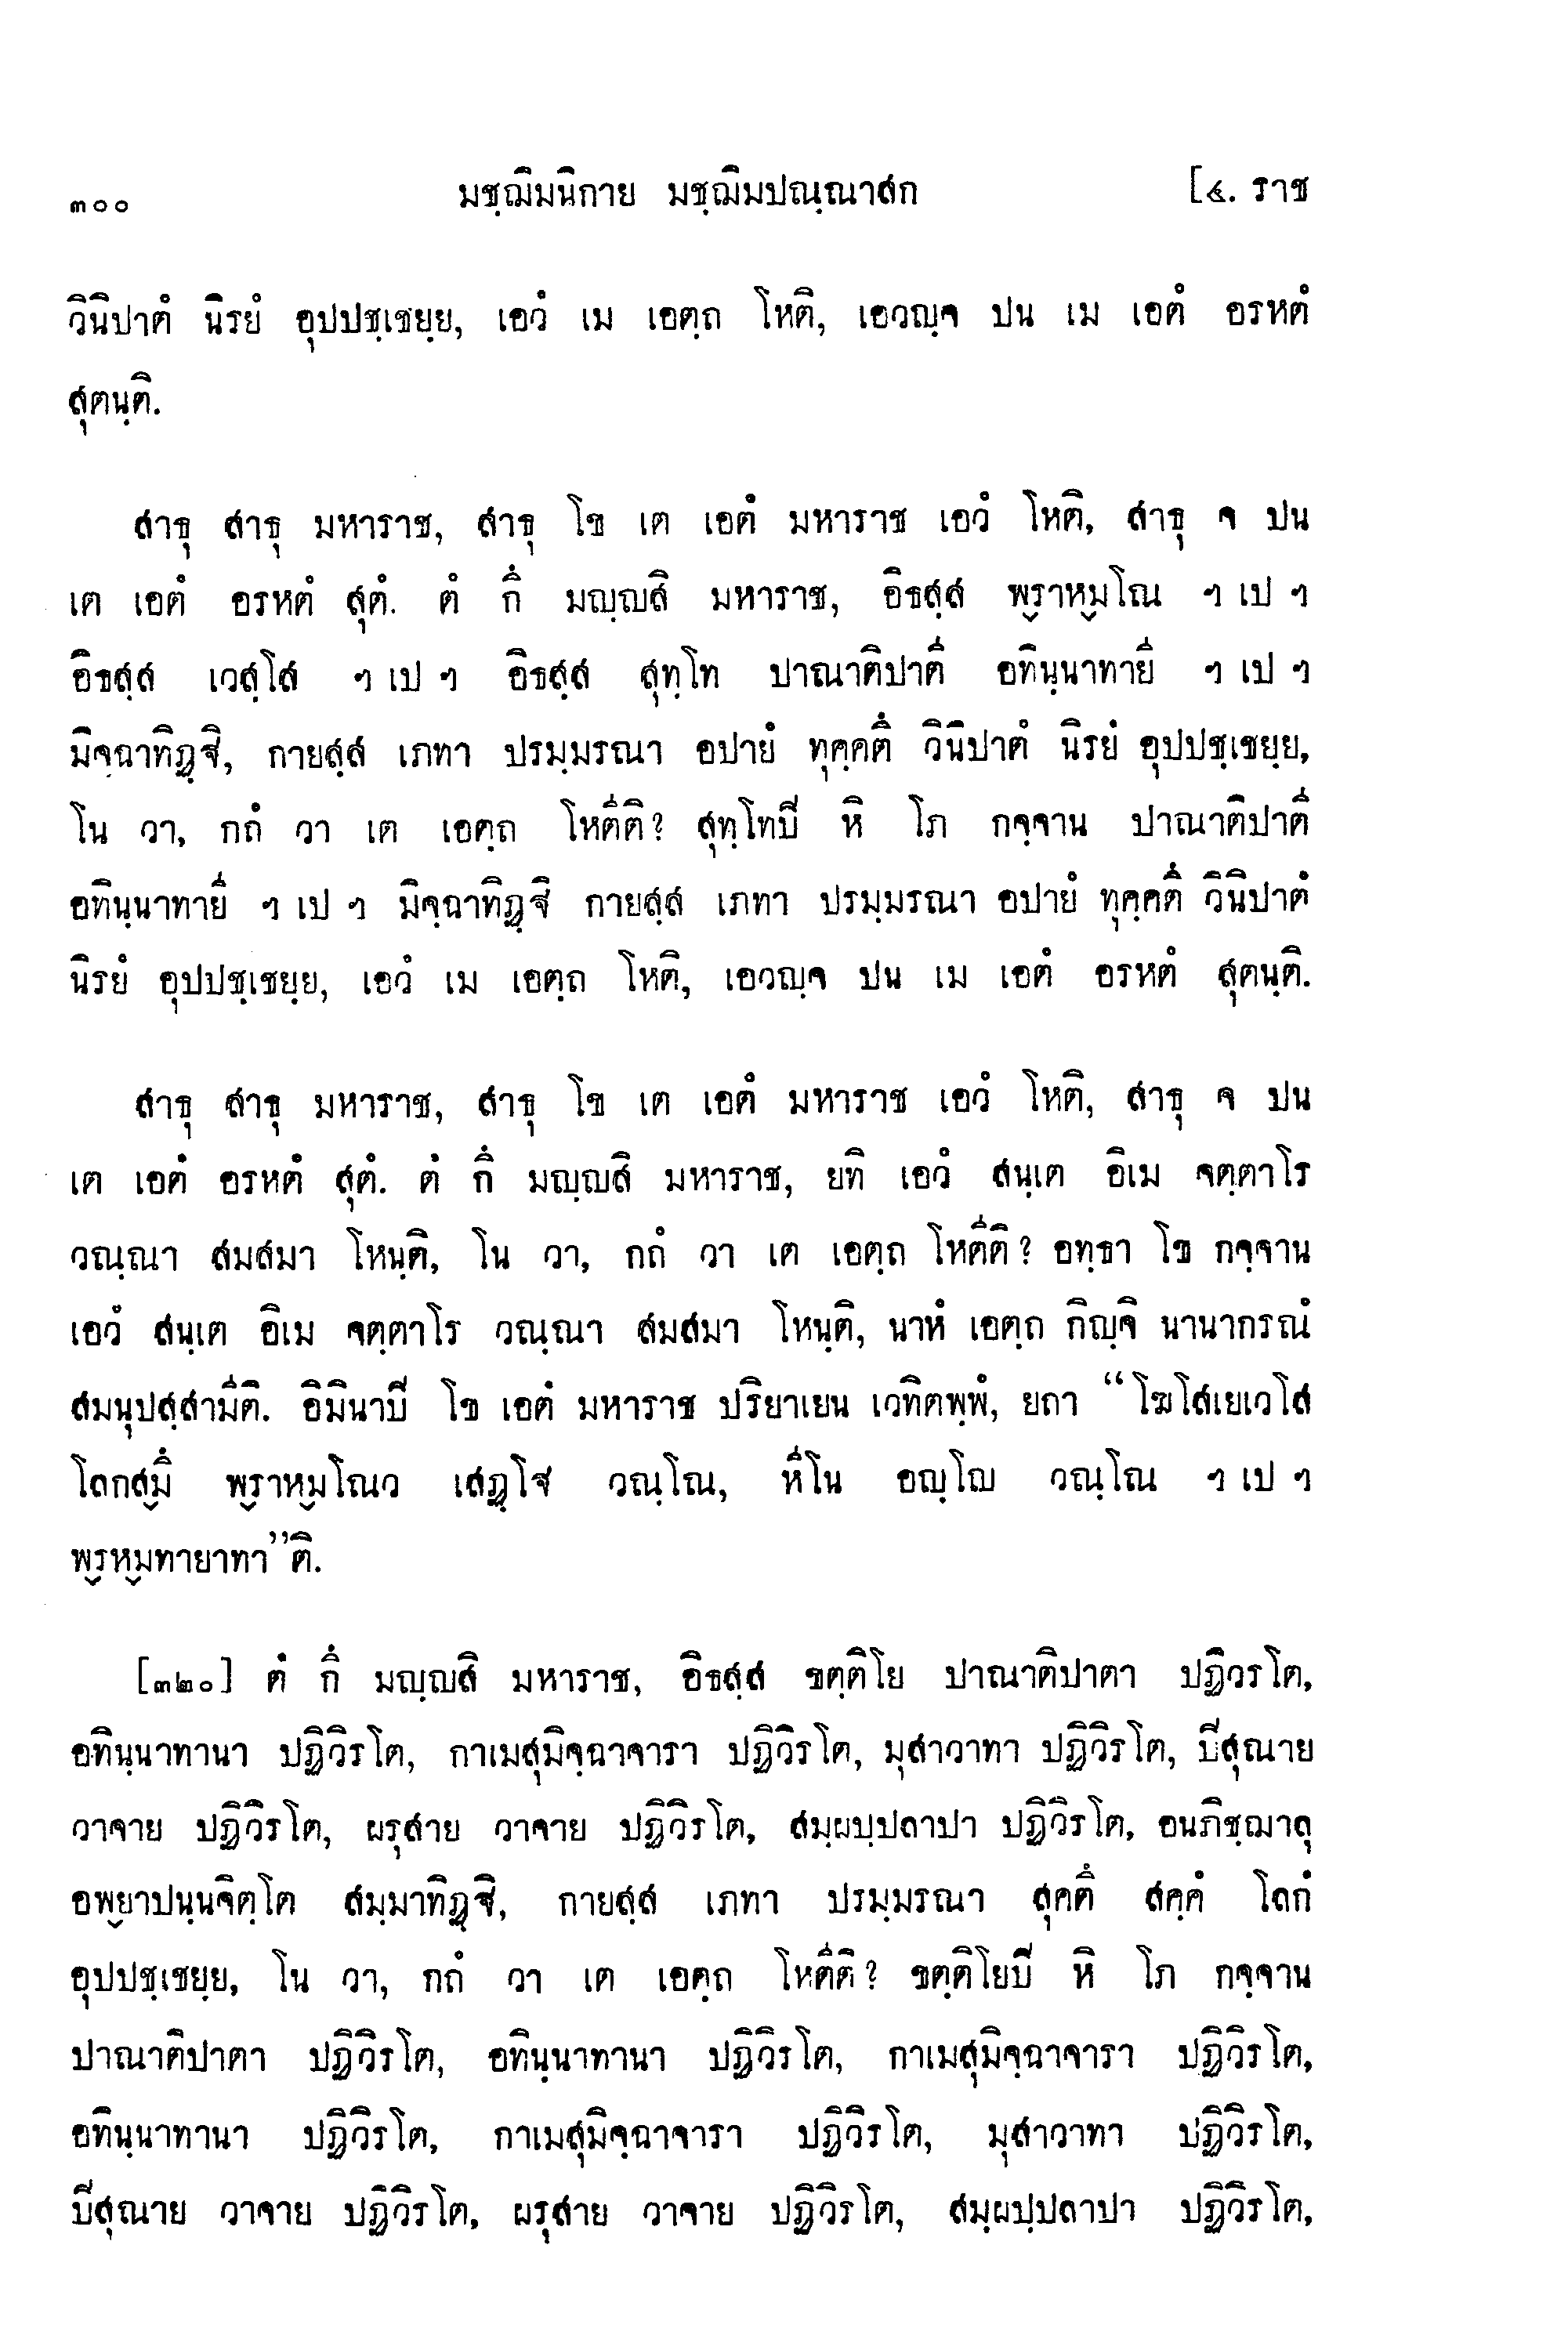 ๓๐๐ มชฺฌิมนิกาย มชฺฌิมปณฺณาสก [๔. ราช
วินิปาตํ นิรยํ อุปปชฺเชยฺย, เอวํ เม เอตฺถ โหติ, เอวญฺจ ปน เม เอตํ อรหตํ
สุตนฺติ.
สาธุ สาธุ มหาราช, สาธุ โข เต เอตํ มหาราช เอวํ โหติ, สาธุ จ ปน
เต เอตํ อรหตํ สุตํ. ตํ กึ มญฺญสิ มหาราช, อิธสฺส พฺราหฺมโณ ฯ เป ฯ
อิธสฺส เวสฺโส ฯ เป ฯ อิธสฺส สุทฺโท ปาณาติปาตี อทินฺนาทายี ฯ เป ฯ
มิจฺฉาทิฏฺฐิ, กายสฺส เภทา ปรมฺมรณา อปายํ ทุคฺคตึ วินิปาตํ นิรยํ อุปปชฺเชยฺย,
โน วา, กถํ วา เต เอตฺถ โหตีติ? สุทฺโทปี หิ โภ กจฺจาน ปาณาติปาตี
อทินฺนาทายี ฯ เป ฯ มิจฺฉาทิฏฺฐิ กายสฺส เภทา ปรมฺมรณา อปายํ ทุคฺคตึ วินิปาตํ
นิรยํ อุปปชฺเชยฺย, เอวํ เม เอตฺถ โหติ, เอวญฺจ ปน เม เอตํ อรหตํ สุตนฺติ.
สาธุ สาธุ มหาราช, สาธุ โข เต เอตํ มหาราช เอวํ โหติ, สาธุ จ ปน
เต เอตํ อรหตํ สุตํ. ตํ กึ มญฺญสิ มหาราช, ยทิ เอวํ สนฺเต อิเม จตฺตาโร
วณฺณา สมสมา โหนฺติ, โน วา, กถํ วา เต เอตฺถ โหตีติ? อทฺธา โข กจฺจาน
เอวํ สนฺเต อิเม จตฺตาโร วณฺณา สมสมา โหนฺติ, นาหํ เอตฺถ กิญฺจิ นานากรณํ
สมนุปสฺสามีติ. อิมินาปี โข เอตํ มหาราช ปริยาเยน เวทิตพฺพํ, ยถา “โฆโสเยเวโส
โลกสฺมึ พฺราหฺมโณว เสฏฺโฐ วณฺโณ, หีโน อญฺโญ วณฺโณ ฯ เป ฯ
พฺรหฺมทายาทา”ติ.
[๓๒๐] ตํ กึ มญฺญสิ มหาราช, อิธสฺส ขตฺติโย ปาณาติปาตา ปฏิวิรโต,
อทินฺนาทานา ปฏิวิรโต, กาเมสุมิจฺฉาจารา ปฏิวิรโต, มุสาวาทา ปฏิวิรโต, ปิสุณาย
วาจาย ปฏิวิรโต, ผรุสาย วาจาย ปฏิวิรโต, สมฺผปฺปลาปา ปฏิวิรโต, อนภิชฺฌาลุ
อพฺยาปนฺนจิตฺโต สมฺมาทิฏฺฐิ, กายสฺส เภทา ปรมฺมรณา สุคตึ สคฺคํ โลกํ
อุปปชฺเชยฺย, โน วา, กถํ วา เต เอตฺถ โหตีติ? ขตฺติโยปี หิ โภ กจฺจาน
ปาณาติปาตา ปฏิวิรโต, อทินฺนาทานา ปฏิวิรโต, กาเมสุมิจฺฉาจารา ปฏิวิรโต,
อทินฺนาทานา ปฏิวิรโต, กาเมสุมิจฺฉาจารา ปฏิวิรโต, มุสาวาทา ปฏิวิรโต,
ปิสุณาย วาจาย ปฏิวิรโต, ผรุสาย วาจาย ปฏิวิรโต, สมฺผปฺปลาปา ปฏิวิรโต,